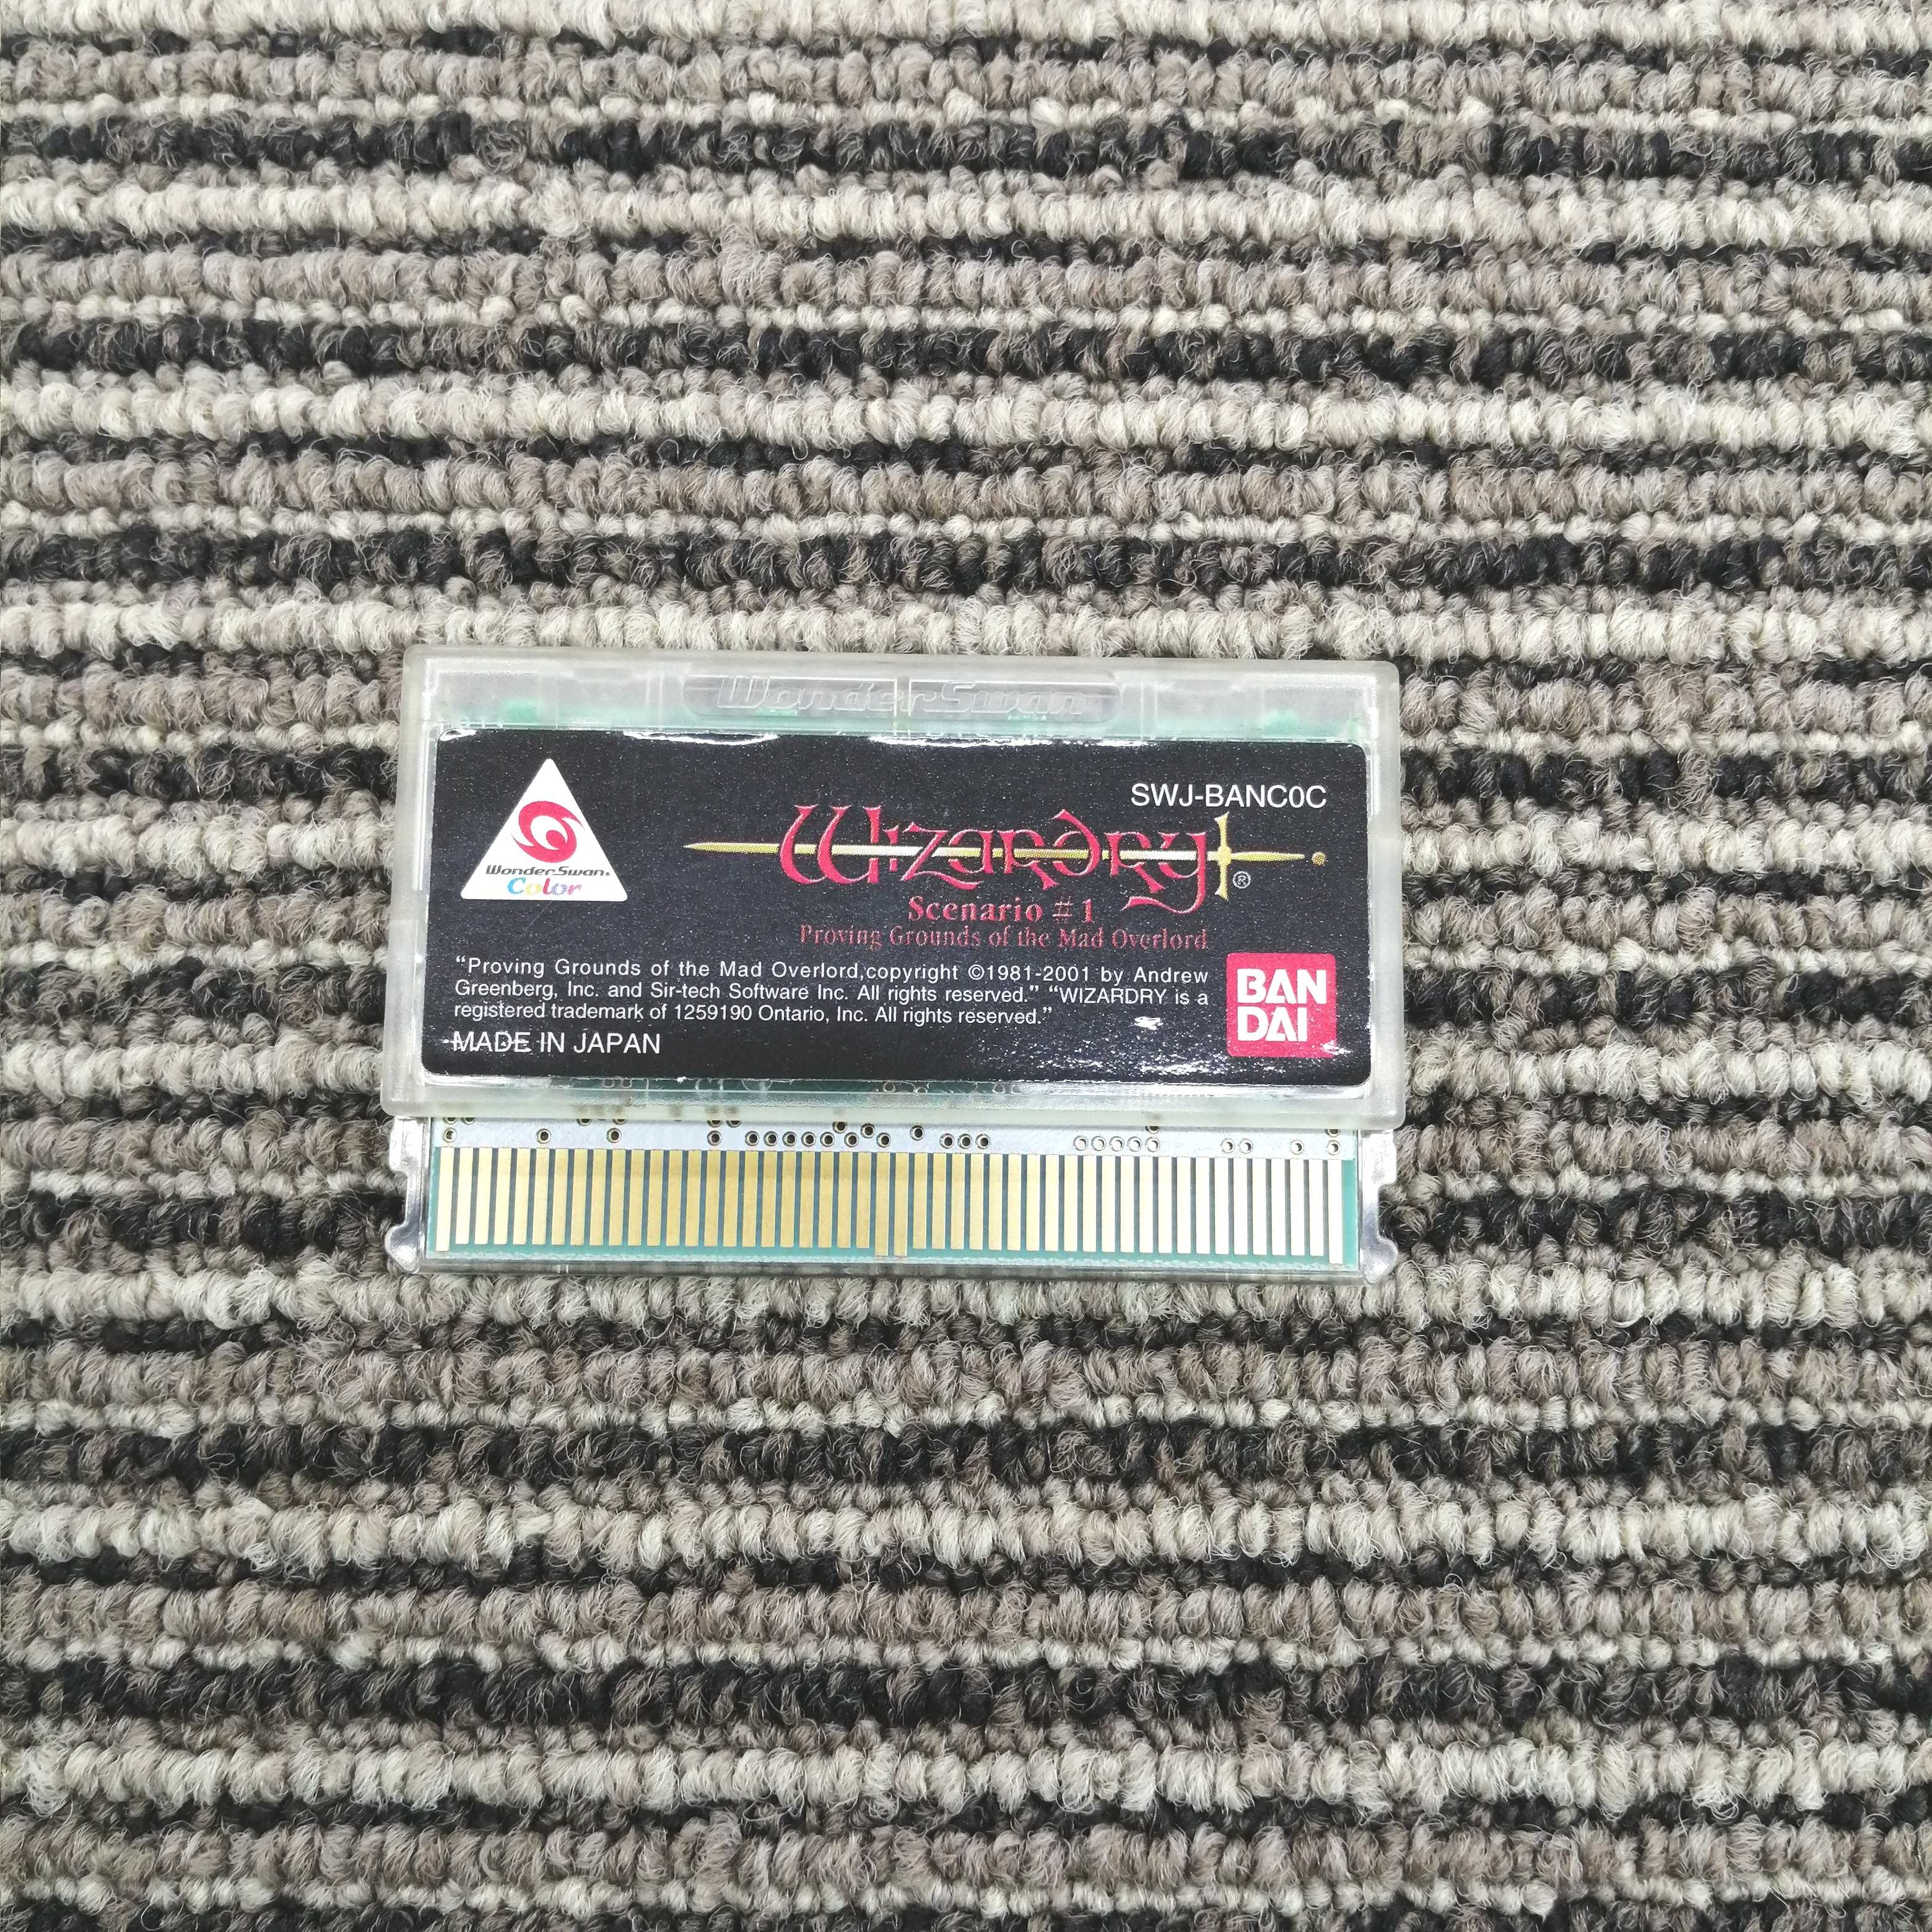 WonderSwan
SWJ-BANC0C
WonderSwan
Color
Wizardry®
Scenario #1
Proving Grounds of the Mad Overlord
“Proving Grounds of the Mad Overlord,copyright ©1981-2001 by Andrew
Greenberg, Inc. and Sir-tech Software Inc. All rights reserved.” “WIZARDRY is a
registered trademark of 1259190 Ontario, Inc. All rights reserved.”
BAN
DAI
MADE IN JAPAN